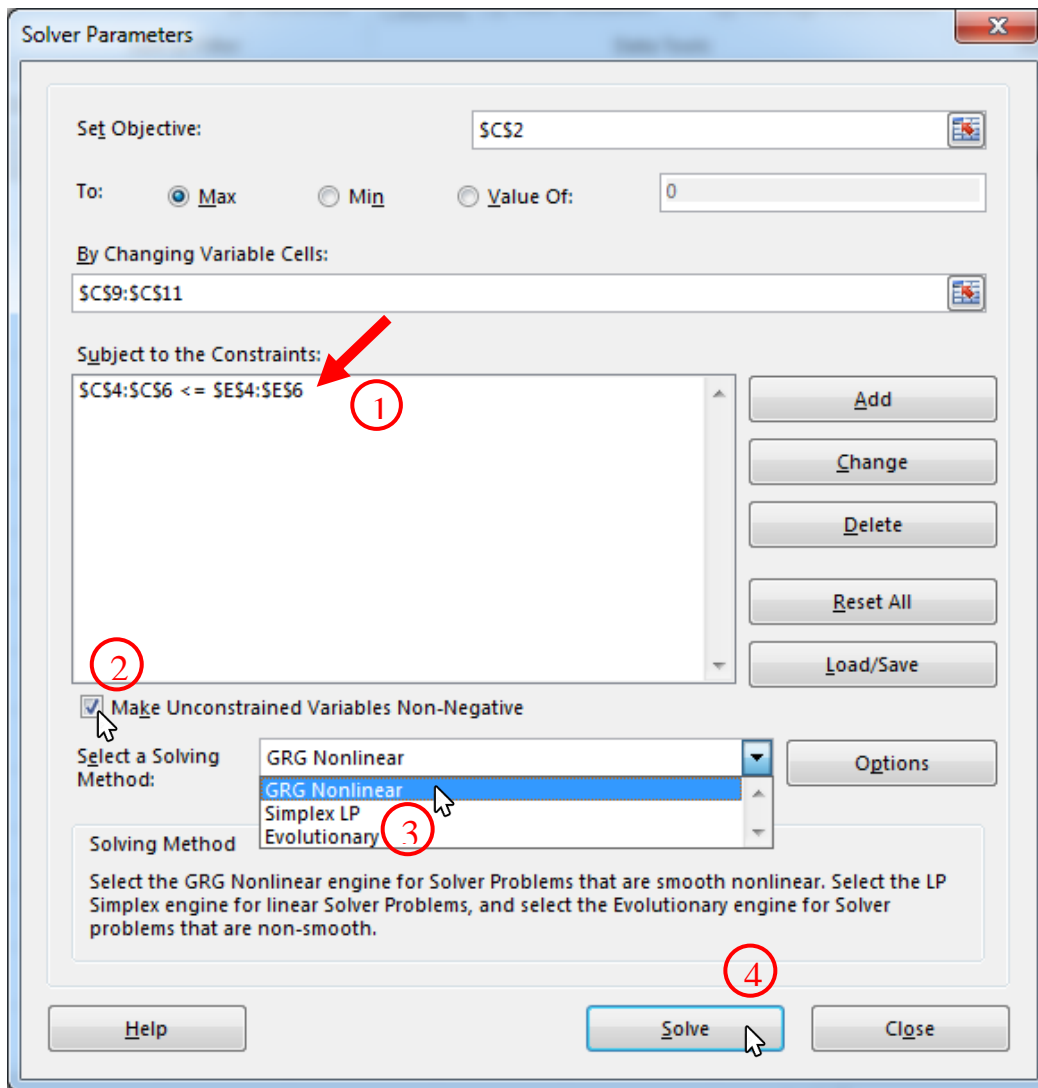 Solver Parameters
Set Objective:
$C$2
To:
Max
Min
Value Of:
0
By Changing Variable Cells:
$C$9:$C$11
Subject to the Constraints:
$C$4:$C$6 <= $E$4:$E$6
1
Add
Change
Delete
Reset All
Load/Save
2
Make Unconstrained Variables Non-Negative
Select a Solving
Method:
GRG Nonlinear
Options
GRG Nonlinear
Simplex LP
Evolutionary
3
Solving Method
Select the GRG Nonlinear engine for Solver Problems that are smooth nonlinear. Select the LP
Simplex engine for linear Solver Problems, and select the Evolutionary engine for Solver
problems that are non-smooth.
4
Help
Solve
Close